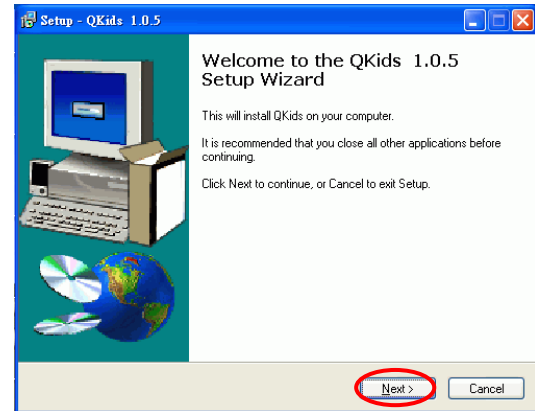 Setup - QKids 1.0.5
Welcome to the QKids 1.0.5
Setup Wizard
This will install QKids on your computer.
It is recommended that you close all other applications before
continuing.
Click Next to continue, or Cancel to exit Setup.
Next >
Cancel